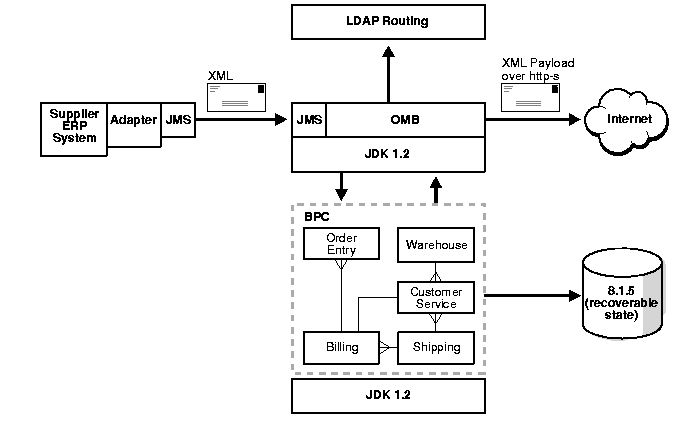 LDAP Routing
XML
XML Payload
over http-s
Supplier
ERP
System
Adapter
JMS
JMS
OMB
Internet
JDK 1.2
BPC
Order
Entry
Warehouse
Customer
Service
8.1.5
(recoverable
state)
Billing
Shipping
JDK 1.2